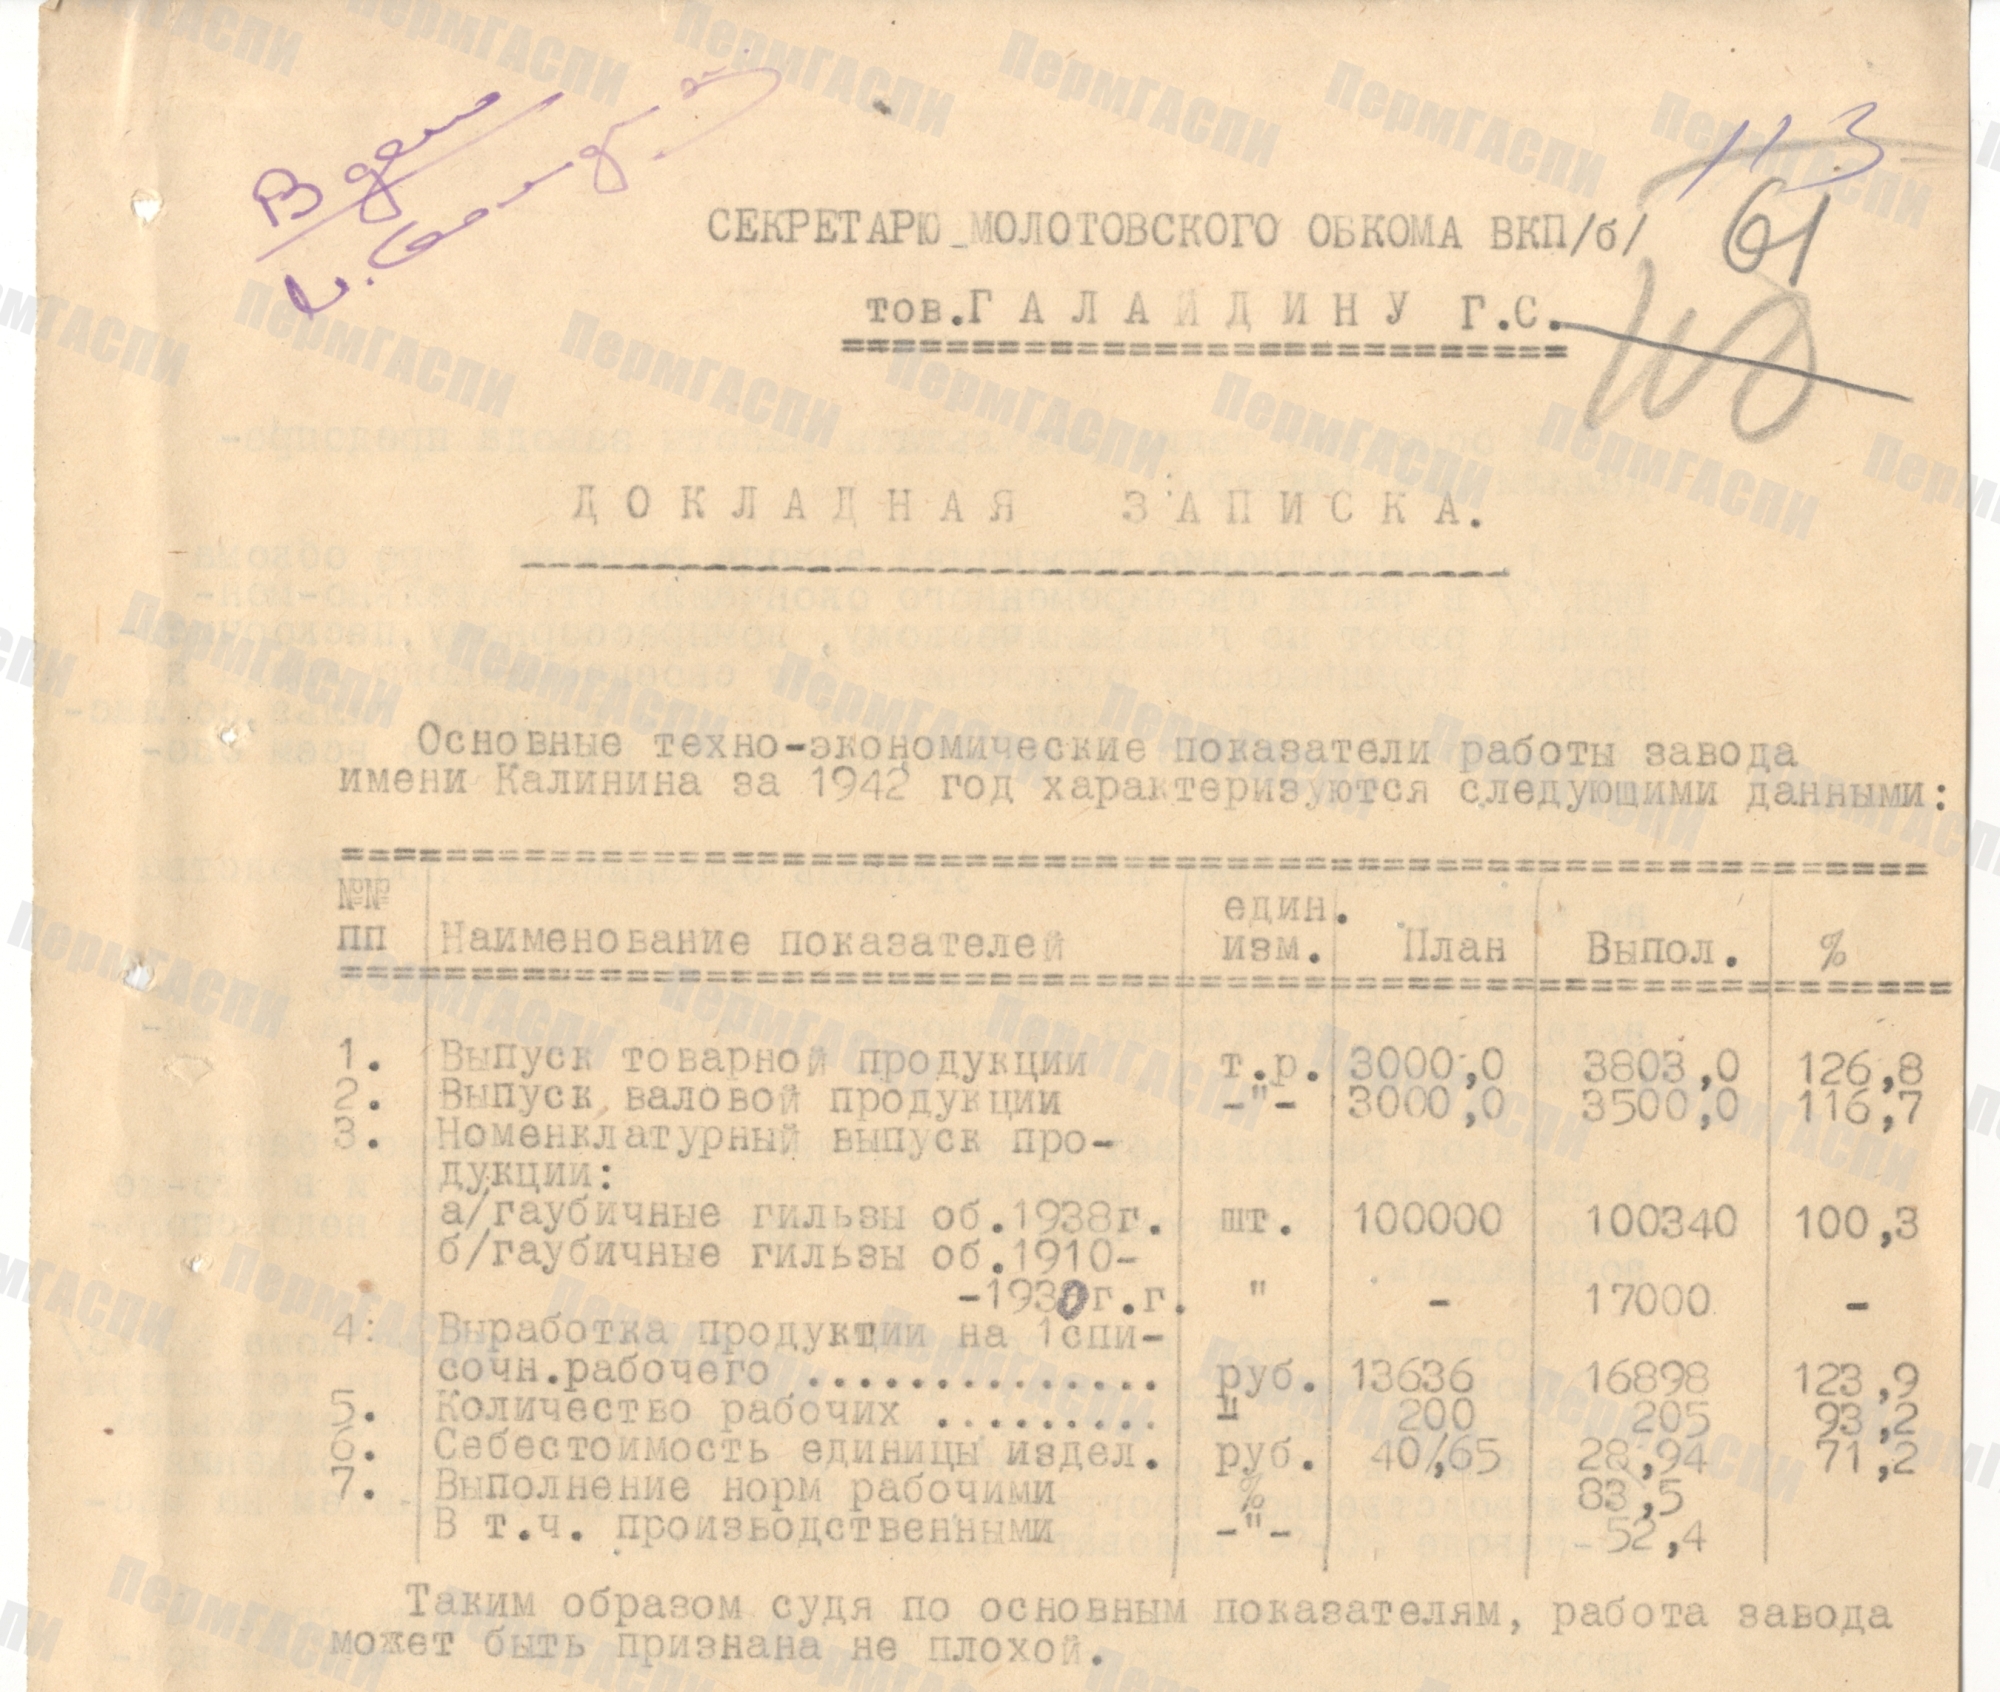 В дело
113
СЕКРЕТАРЮ МОЛОТОВСКОГО ОБКОМА ВКП/б/
61
тов.Г А Л А Й Д И Н У Г.С.
110
Д О К Л А Д Н А Я З А П И С К А.
Основные техно-экономические показатели работы завода
имени Калинина за 1942 год характеризуются следующими данными:
№№ пп Наименование показателей един. изм. План Выпол. %
1. Выпуск товарной продукции т.р. 3000,0 3803,0 126,8
2. Выпуск валовой продукции -"- 3000,0 3500,0 116,7
3. Номенклатурный выпуск про-
дукции:
а/гаубичные гильзы об.1938г. шт. 100000 100340 100,3
б/гаубичные гильзы об.1910-
-1930г.г. " - 17000 -
4: Выработка продукции на 1спи-
сочн.рабочего .............. руб. 13636 16898 123,9
5. Количество рабочих ......... " 200 205 93,2
6. Себестоимость единицы издел. руб. 40/,65 28,94 71,2
7. Выполнение норм рабочими % 83,5
В т.ч. производственными -"- 52,4
Таким образом судя по основным показателям, работа завода
может быть признана не плохой.
ПермГАСПИ